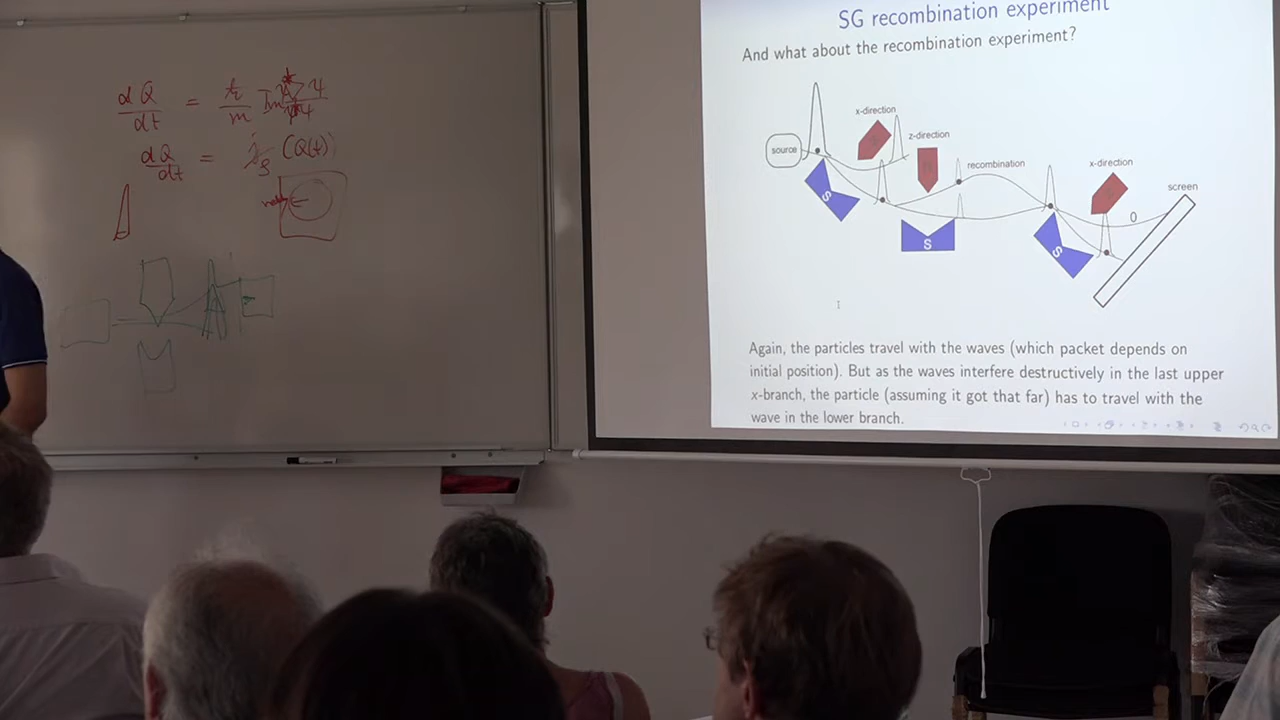 dQ/dt = ħ/m Im
dQ/dt = j/ρ (Q(t))
SG recombination experiment
And what about the recombination experiment?
x-direction
z-direction
source
recombination
x-direction
screen
0
S
S
Again, the particles travel with the waves (which packet depends on
initial position). But as the waves interfere destructively in the last upper
x-branch, the particle (assuming it got that far) has to travel with the
wave in the lower branch.